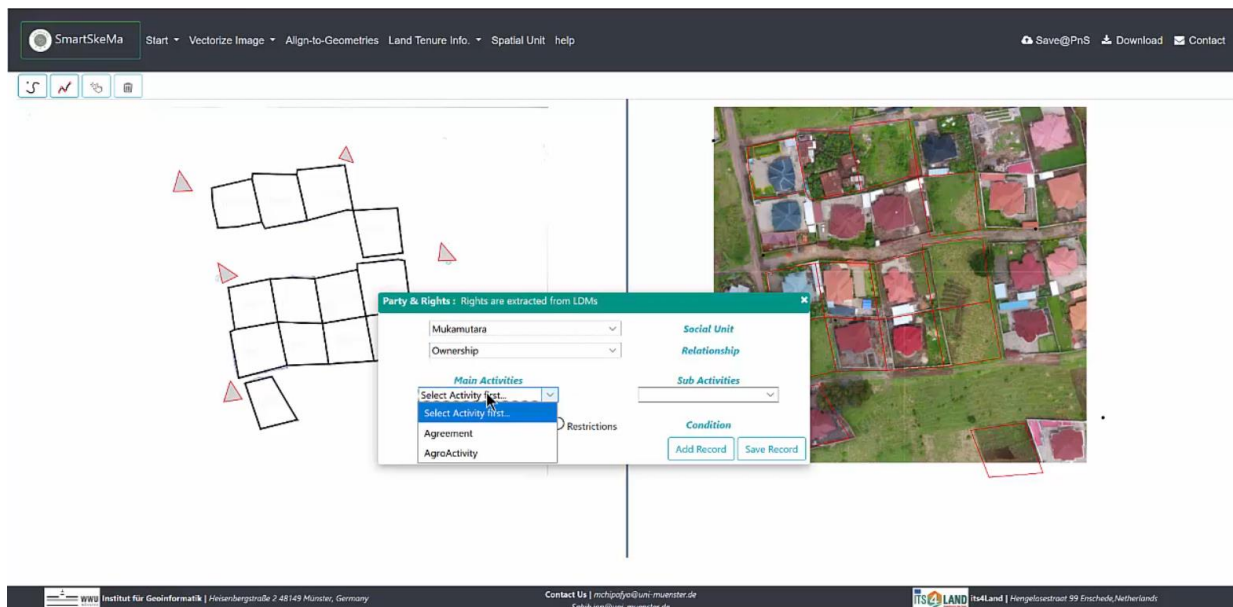 SmartSkeMa
Start Vectorize Image Align-to-Geometries Land Tenure Info. Spatial Unit help
Save@PnS Download Contact
Party & Rights : Rights are extracted from LDMs ×
Mukamutara Social Unit
Ownership Relationship
Main Activities Sub Activities
Select Activity first...
Select Activity first...
Agreement
Restrictions Condition
AgroActivity
Add Record Save Record
WWU Institut für Geoinformatik | Heisenbergstraße 2 48149 Münster, Germany
Contact Us | mchipofya@uni-muenster.de
ITS4LAND its4Land | Hengelosestraat 99 Enschede,Netherlands